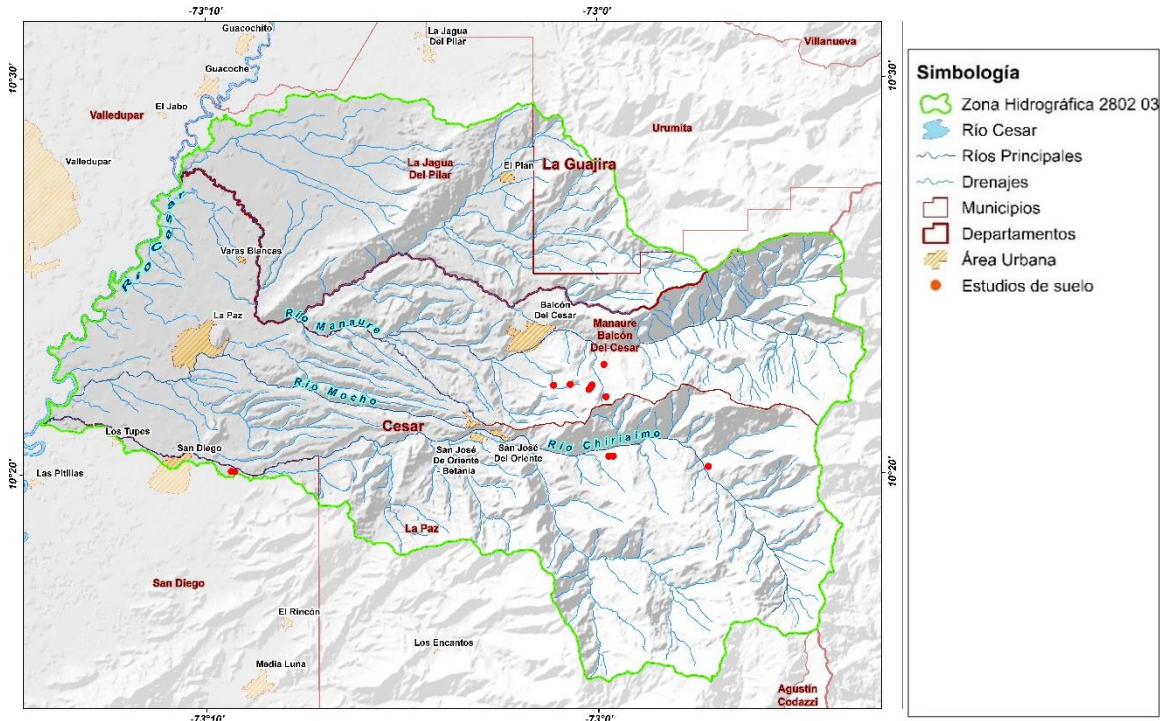 -73°10'
-73°0'
Guacochito
La Jagua
Del Pilar
Villanueva
10°30'
10°30'
Guacoche
El Jabo
Valledupar
Urumita
Valledupar
La Jagua
Del Pilar
El Plan
La Guajira
Río Cesar
Varas Blancas
La Paz
Río Manaure
Balcón
Del Cesar
Manaure
Balcón
Del Cesar
Río Mocho
Cesar
Río Chiriaimo
Los Tupes
San Diego
San José
De Oriente
- Betania
San José
Del Oriente
Las Pitillas
10°20'
10°20'
La Paz
San Diego
El Rincón
Los Encantos
Media Luna
Agustín
Codazzi
-73°10'
-73°0'
Simbología
Zona Hidrográfica 2802 03
Río Cesar
Ríos Principales
Drenajes
Municipios
Departamentos
Área Urbana
Estudios de suelo